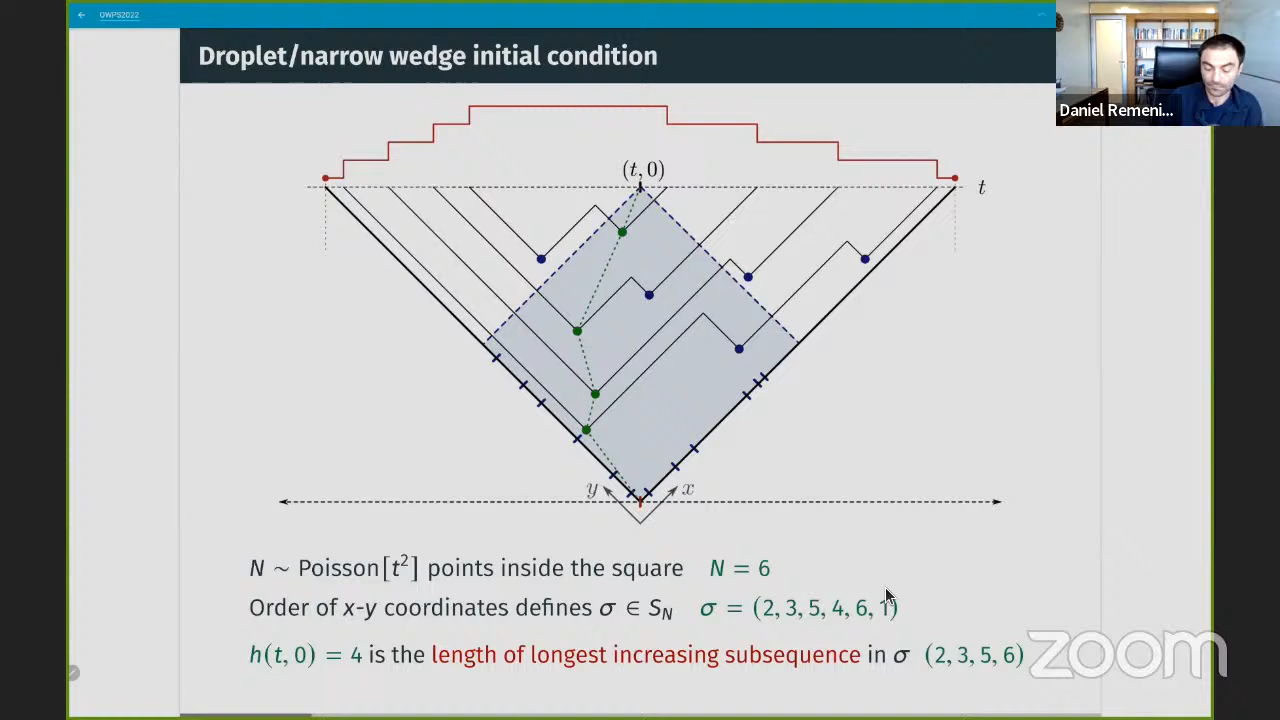 OWPS2022
Droplet/narrow wedge initial condition
Daniel Remeni...
(t, 0)
t
y
x
N ∼ Poisson[t²] points inside the square N = 6
Order of x-y coordinates defines σ ∈ S_N σ = (2, 3, 5, 4, 6, 1)
h(t, 0) = 4 is the length of longest increasing subsequence in σ (2, 3, 5, 6)
zoom